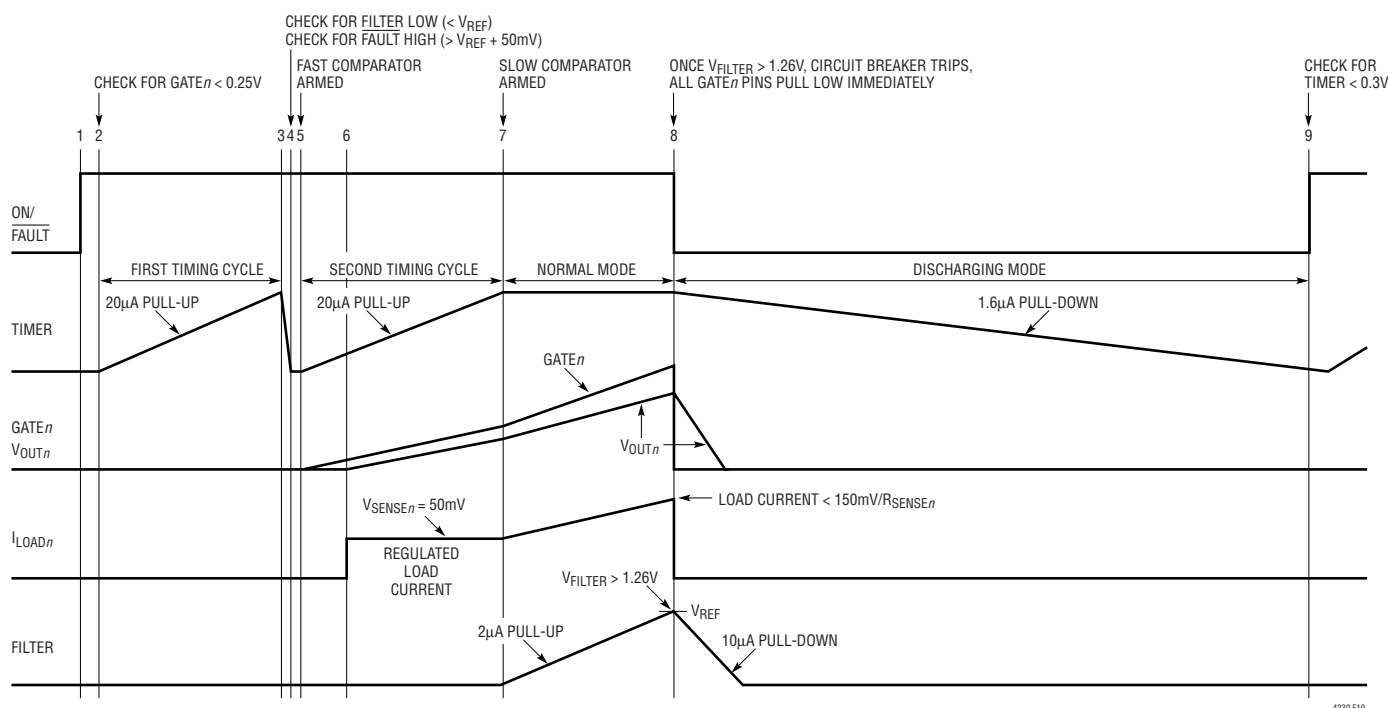 CHECK FOR FILTER LOW (< VREF)
CHECK FOR FAULT HIGH (> VREF + 50mV)
CHECK FOR GATEn < 0.25V
FAST COMPARATOR
ARMED
SLOW COMPARATOR
ARMED
ONCE VFILTER > 1.26V, CIRCUIT BREAKER TRIPS,
ALL GATEn PINS PULL LOW IMMEDIATELY
CHECK FOR
TIMER < 0.3V
1 2 3 4 5 6 7 8 9
ON/
FAULT
FIRST TIMING CYCLE
SECOND TIMING CYCLE
NORMAL MODE
DISCHARGING MODE
20µA PULL-UP
20µA PULL-UP
1.6µA PULL-DOWN
TIMER
GATEn
GATEn
VOUTn
VOUTn
VSENSEn = 50mV
LOAD CURRENT < 150mV/RSENSEn
ILOADn
REGULATED
LOAD
CURRENT
VFILTER > 1.26V
VREF
2µA PULL-UP
10µA PULL-DOWN
FILTER
4230 F19